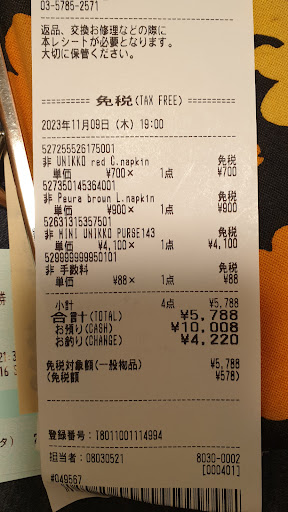 03-5785-2571
返品、交換お修理などの際に
本レシートが必要となります。
大切に保管ください。
免税(TAX FREE)
2023年11月09日(木) 19:00
527255526175001
非 UNIKKO red C.napkin 免税
単価 ¥700× 1点 ¥700
527350145364001
非 Peura brown L.napkin 免税
単価 ¥900× 1点 ¥900
52631315357501
非 MINI UNIKKO PURSE143 免税
単価 ¥4,100× 1点 ¥4,100
529999999950101
非 手数料 免税
単価 ¥88× 1点 ¥88
小計 4点 ¥5,788
合計(TOTAL) ¥5,788
お預り(CASH) ¥10,008
お釣り(CHANGE) ¥4,220
免税対象額(一般物品) ¥5,788
(免税額 ¥578)
登録番号:T8011001114994
担当者:08030521 8030-0002
[000401]
#049567